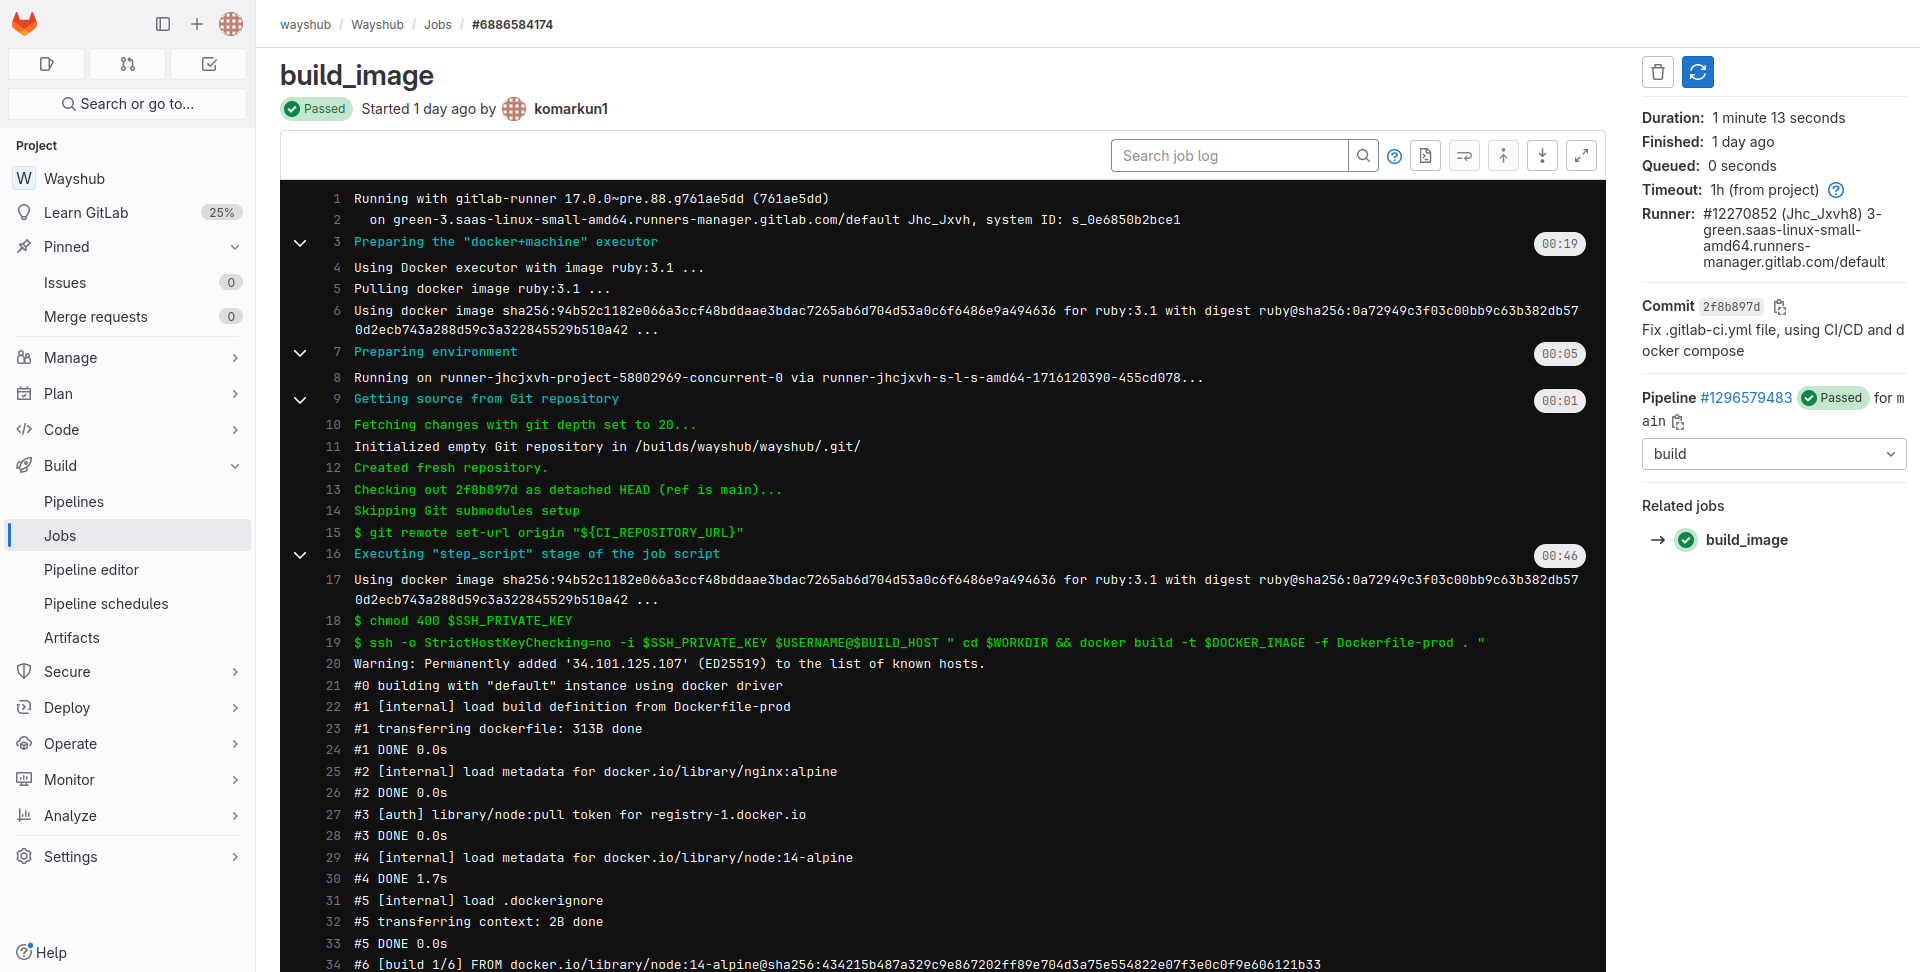 wayshub / Wayshub / Jobs / #6886584174
Search or go to...
Project
W Wayshub
Learn GitLab 25%
Pinned
Issues 0
Merge requests 0
Manage
Plan
Code
Build
Pipelines
Jobs
Pipeline editor
Pipeline schedules
Artifacts
Secure
Deploy
Operate
Monitor
Analyze
Settings
Help
build_image
Passed Started 1 day ago by komarkun1
Search job log
1 Running with gitlab-runner 17.0.0~pre.88.g761ae5dd (761ae5dd)
2 on green-3.saas-linux-small-amd64.runners-manager.gitlab.com/default Jhc_Jxvh, system ID: s_0e6850b2bce1
3 Preparing the "docker+machine" executor 00:19
4 Using Docker executor with image ruby:3.1 ...
5 Pulling docker image ruby:3.1 ...
6 Using docker image sha256:94b52c1182e066a3ccf48bddaae3bdac7265ab6d704d53a0c6f6486e9a494636 for ruby:3.1 with digest ruby@sha256:0a72949c3f03c00bb9c63b382db57
0d2ecb743a288d59c3a322845529b510a42 ...
7 Preparing environment 00:05
8 Running on runner-jhcjxvh-project-58002969-concurrent-0 via runner-jhcjxvh-s-l-s-amd64-1716120390-455cd078...
9 Getting source from Git repository 00:01
10 Fetching changes with git depth set to 20...
11 Initialized empty Git repository in /builds/wayshub/wayshub/.git/
12 Created fresh repository.
13 Checking out 2f8b897d as detached HEAD (ref is main)...
14 Skipping Git submodules setup
15 $ git remote set-url origin "${CI_REPOSITORY_URL}"
16 Executing "step_script" stage of the job script 00:46
17 Using docker image sha256:94b52c1182e066a3ccf48bddaae3bdac7265ab6d704d53a0c6f6486e9a494636 for ruby:3.1 with digest ruby@sha256:0a72949c3f03c00bb9c63b382db57
0d2ecb743a288d59c3a322845529b510a42 ...
18 $ chmod 400 $SSH_PRIVATE_KEY
19 $ ssh -o StrictHostKeyChecking=no -i $SSH_PRIVATE_KEY $USERNAME@$BUILD_HOST " cd $WORKDIR && docker build -t $DOCKER_IMAGE -f Dockerfile-prod . "
20 Warning: Permanently added '34.101.125.107' (ED25519) to the list of known hosts.
21 #0 building with "default" instance using docker driver
22 #1 [internal] load build definition from Dockerfile-prod
23 #1 transferring dockerfile: 313B done
24 #1 DONE 0.0s
25 #2 [internal] load metadata for docker.io/library/nginx:alpine
26 #2 DONE 0.0s
27 #3 [auth] library/node:pull token for registry-1.docker.io
28 #3 DONE 0.0s
29 #4 [internal] load metadata for docker.io/library/node:14-alpine
30 #4 DONE 1.7s
31 #5 [internal] load .dockerignore
32 #5 transferring context: 2B done
33 #5 DONE 0.0s
34 #6 [build 1/6] FROM docker.io/library/node:14-alpine@sha256:434215b487a329c9e867202ff89e704d3a75e554822e07f3e0c0f9e606121b33
Duration: 1 minute 13 seconds
Finished: 1 day ago
Queued: 0 seconds
Timeout: 1h (from project)
Runner: #12270852 (Jhc_Jxvh8) 3-
green.saas-linux-small-
amd64.runners-
manager.gitlab.com/default
Commit 2f8b897d
Fix .gitlab-ci.yml file, using CI/CD and d
ocker compose
Pipeline #1296579483 Passed for m
ain
build
Related jobs
build_image